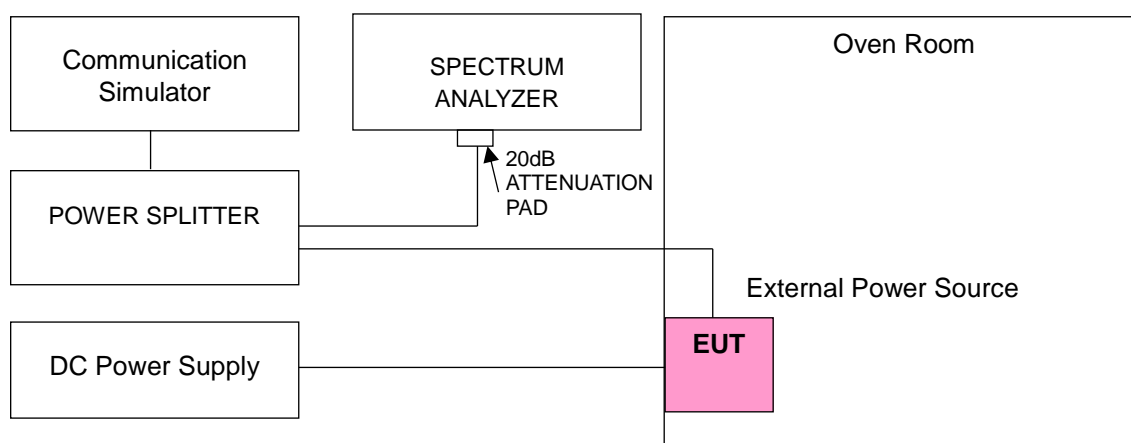 Communication
Simulator
SPECTRUM
ANALYZER
Oven Room
20dB
ATTENUATION
PAD
POWER SPLITTER
External Power Source
EUT
DC Power Supply